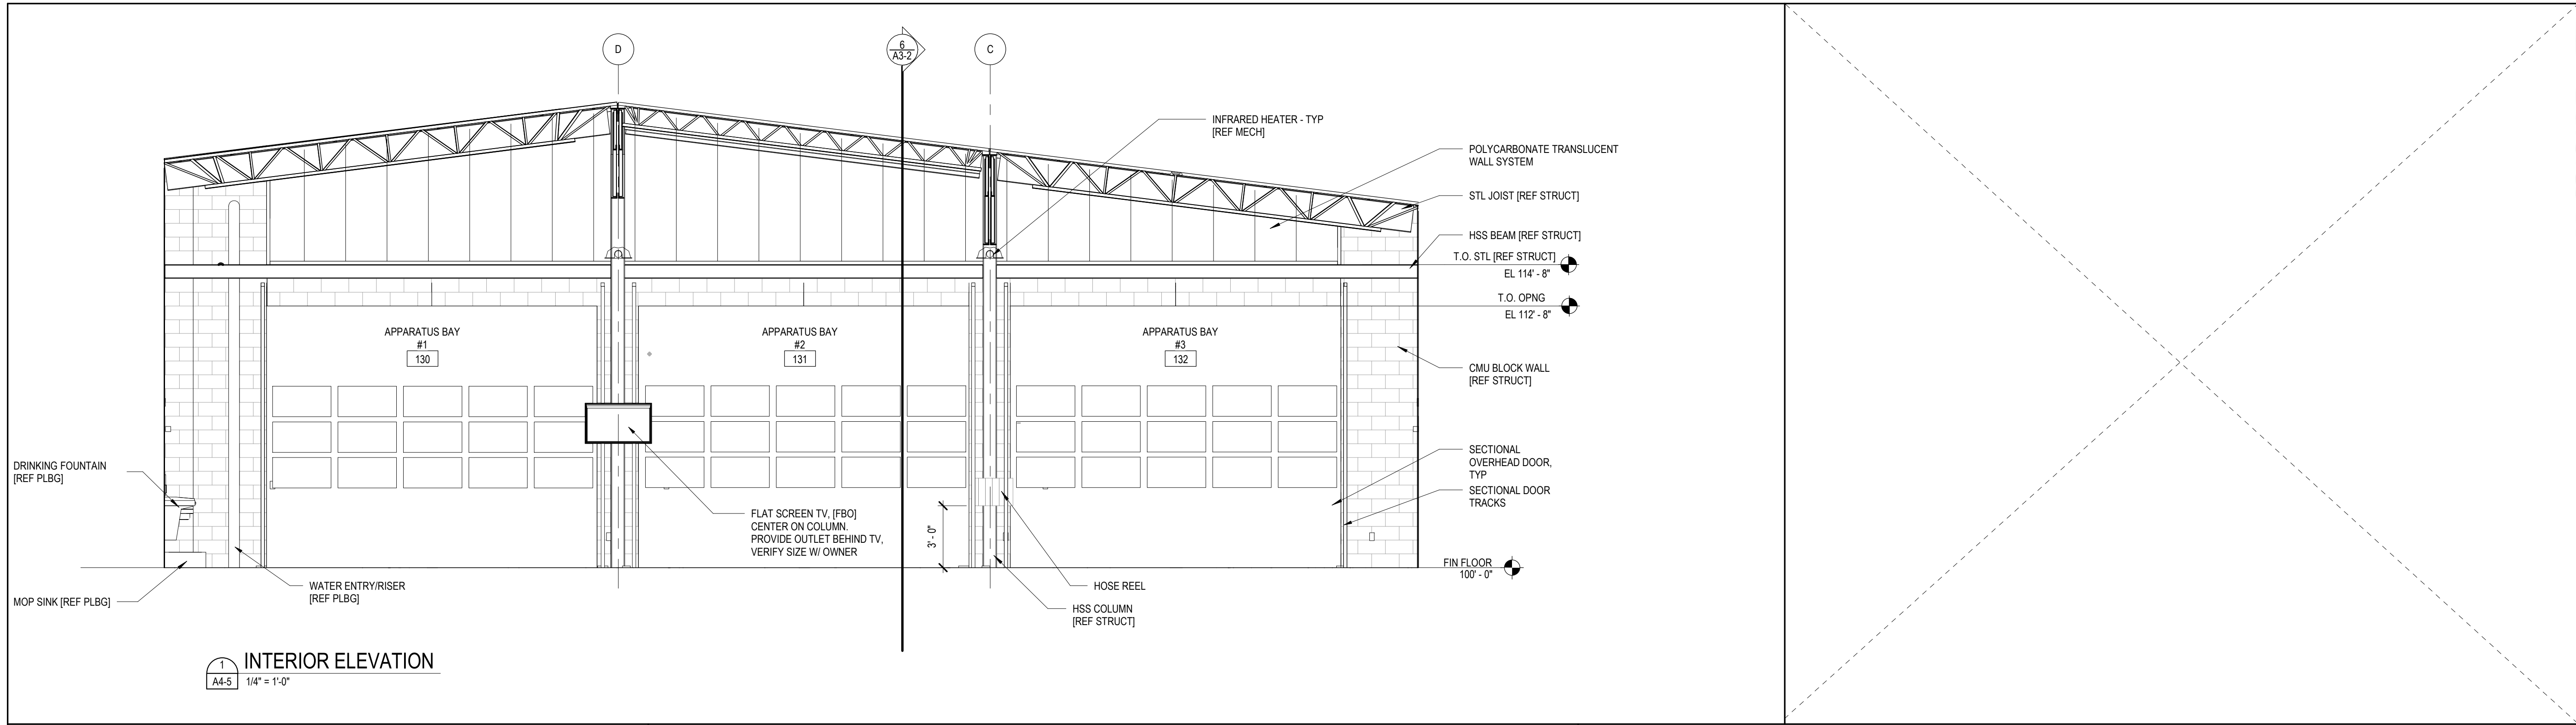 D
6
A3-2
C
INFRARED HEATER - TYP
[REF MECH]
POLYCARBONATE TRANSLUCENT
WALL SYSTEM
STL JOIST [REF STRUCT]
HSS BEAM [REF STRUCT]
T.O. STL [REF STRUCT]
EL 114' - 8"
T.O. OPNG
EL 112' - 8"
APPARATUS BAY
#1
130
APPARATUS BAY
#2
131
APPARATUS BAY
#3
132
CMU BLOCK WALL
[REF STRUCT]
DRINKING FOUNTAIN
[REF PLBG]
SECTIONAL
OVERHEAD DOOR,
TYP
SECTIONAL DOOR
TRACKS
FLAT SCREEN TV, [FBO]
CENTER ON COLUMN.
PROVIDE OUTLET BEHIND TV,
VERIFY SIZE W/ OWNER
3' - 0"
FIN FLOOR
100' - 0"
MOP SINK [REF PLBG]
WATER ENTRY/RISER
[REF PLBG]
HOSE REEL
HSS COLUMN
[REF STRUCT]
1
A4-5
INTERIOR ELEVATION
1/4" = 1'-0"